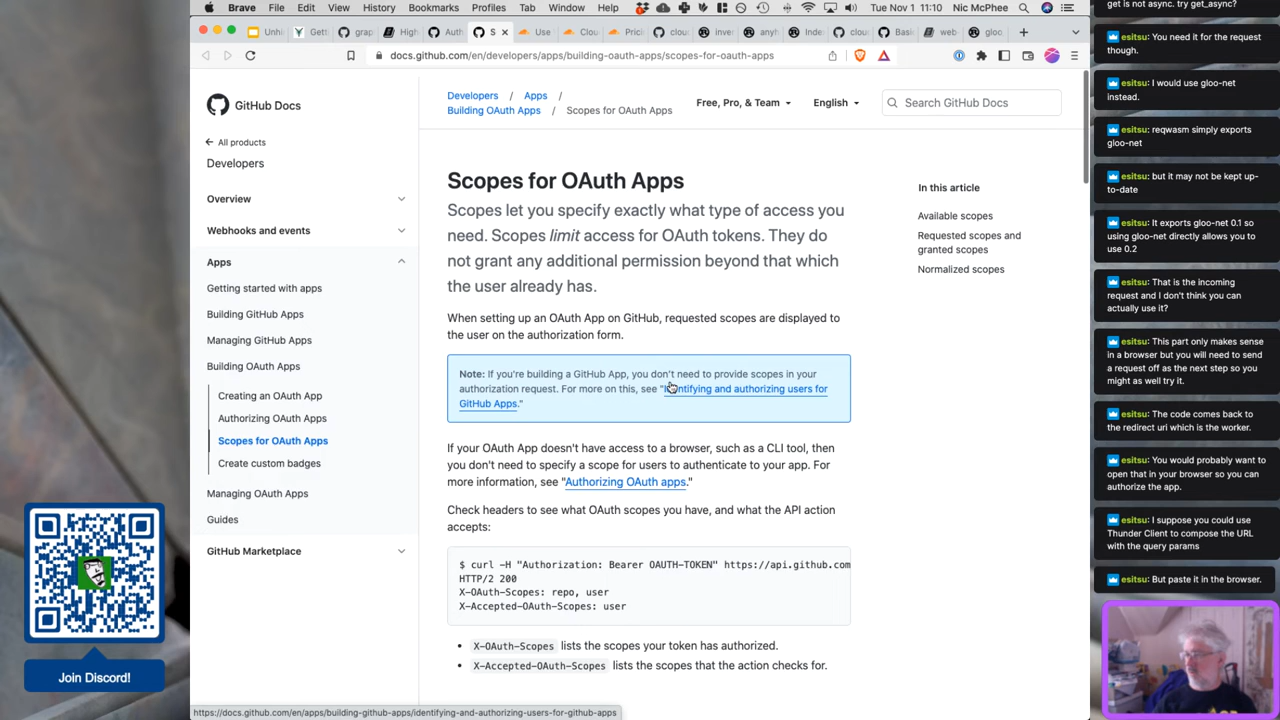 Brave File Edit View History Bookmarks Profiles Tab Window Help
Tue Nov 1 11:10 Nic McPhee
Unhi
Gett
grap
High
Auth
S
Use
Clou
Prici
clou
inver
anyh
Inde
clou
Basi
web
gloo
docs.github.com/en/developers/apps/building-oauth-apps/scopes-for-oauth-apps
GitHub Docs
All products
Developers
Overview
Webhooks and events
Apps
Getting started with apps
Building GitHub Apps
Managing GitHub Apps
Building OAuth Apps
Creating an OAuth App
Authorizing OAuth Apps
Scopes for OAuth Apps
Create custom badges
Managing OAuth Apps
Guides
GitHub Marketplace
Developers / Apps /
Building OAuth Apps / Scopes for OAuth Apps
Free, Pro, & Team
English
Search GitHub Docs
Scopes for OAuth Apps
Scopes let you specify exactly what type of access you
need. Scopes limit access for OAuth tokens. They do
not grant any additional permission beyond that which
the user already has.
When setting up an OAuth App on GitHub, requested scopes are displayed to
the user on the authorization form.
Note: If you're building a GitHub App, you don't need to provide scopes in your
authorization request. For more on this, see "Identifying and authorizing users for
GitHub Apps."
If your OAuth App doesn't have access to a browser, such as a CLI tool, then
you don't need to specify a scope for users to authenticate to your app. For
more information, see "Authorizing OAuth apps."
Check headers to see what OAuth scopes you have, and what the API action
accepts:
$ curl -H "Authorization: Bearer OAUTH-TOKEN" https://api.github.com
HTTP/2 200
X-OAuth-Scopes: repo, user
X-Accepted-OAuth-Scopes: user
X-OAuth-Scopes lists the scopes your token has authorized.
X-Accepted-OAuth-Scopes lists the scopes that the action checks for.
In this article
Available scopes
Requested scopes and
granted scopes
Normalized scopes
https://docs.github.com/en/apps/building-github-apps/identifying-and-authorizing-users-for-github-apps
Join Discord!
get is not async. try get_async?
esitsu: You need it for the request
though.
esitsu: I would use gloo-net
instead.
esitsu: reqwasm simply exports
gloo-net
esitsu: but it may not be kept up-
to-date
esitsu: It exports gloo-net 0.1 so
using gloo-net directly allows you to
use 0.2
esitsu: That is the incoming
request and I don't think you can
actually use it?
esitsu: This part only makes sense
in a browser but you will need to send
a request off as the next step so you
might as well try it.
esitsu: The code comes back to
the redirect uri which is the worker.
esitsu: You would probably want to
open that in your browser so you can
authorize the app.
esitsu: I suppose you could use
Thunder Client to compose the URL
with the query params
esitsu: But paste it in the browser.